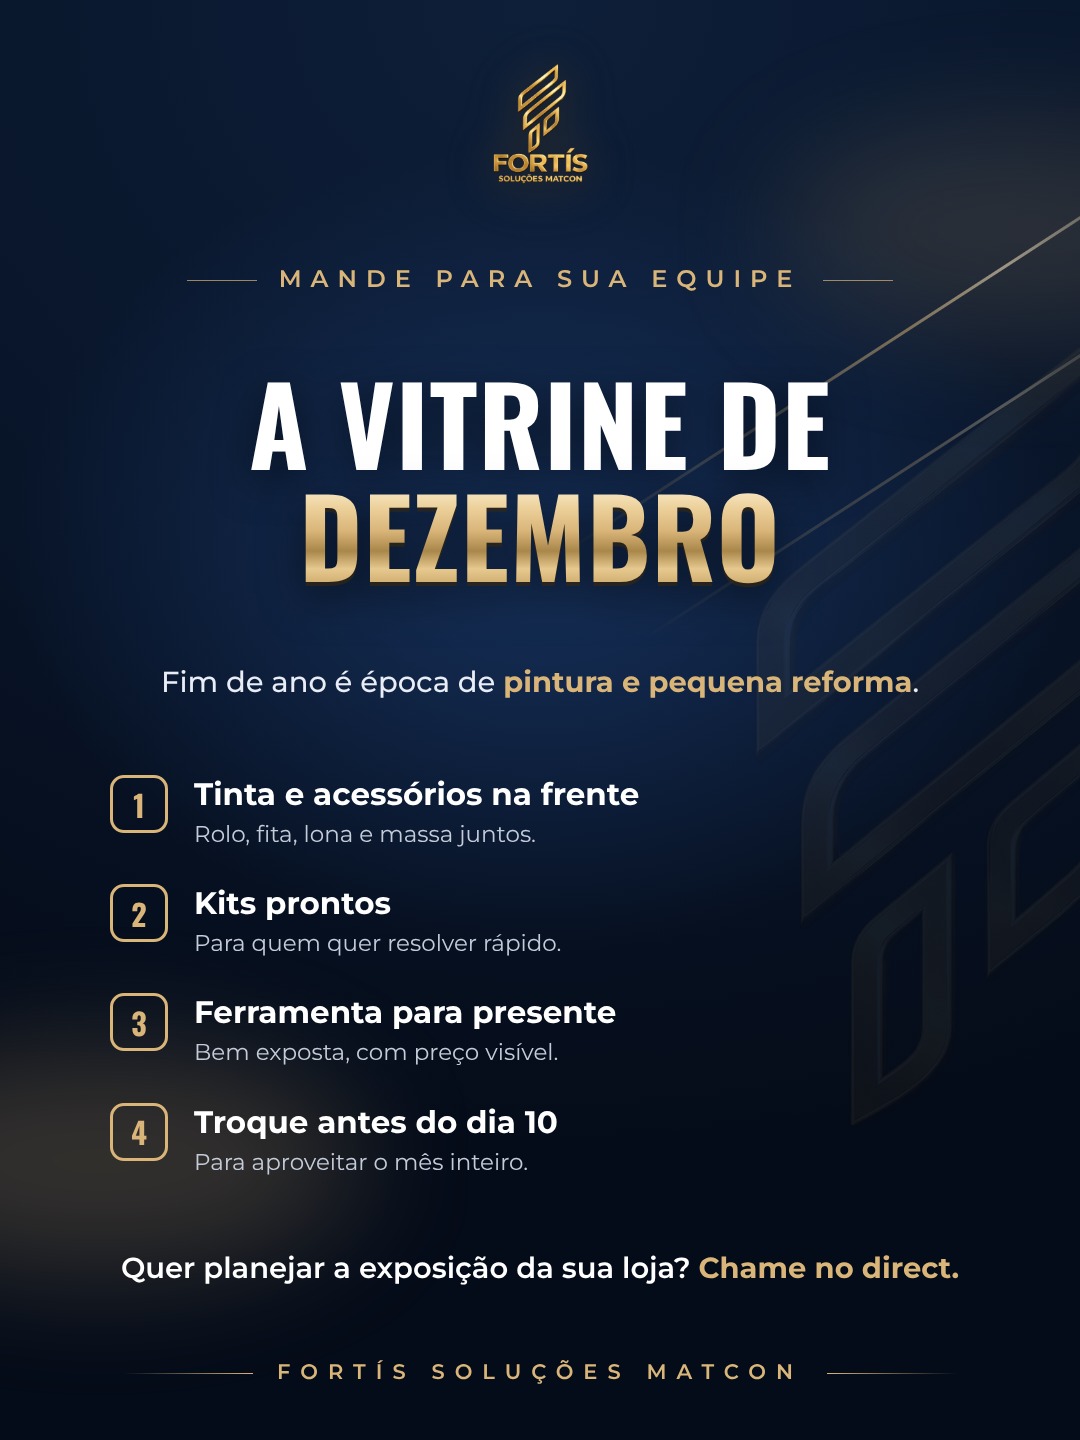 FORTÍS
SOLUÇÕES MATCON
MANDE PARA SUA EQUIPE
A VITRINE DE
DEZEMBRO
Fim de ano é época de pintura e pequena reforma.
1
Tinta e acessórios na frente
Rolo, fita, lona e massa juntos.
2
Kits prontos
Para quem quer resolver rápido.
3
Ferramenta para presente
Bem exposta, com preço visível.
4
Troque antes do dia 10
Para aproveitar o mês inteiro.
Quer planejar a exposição da sua loja? Chame no direct.
FORTÍS SOLUÇÕES MATCON